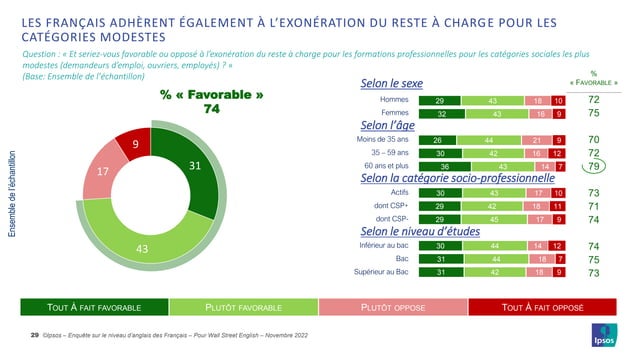 LES FRANÇAIS ADHÈRENT ÉGALEMENT À L'EXONÉRATION DU RESTE À CHARGE POUR LES
CATÉGORIES MODESTES
Question : « Et seriez-vous favorable ou opposé à l'exonération du reste à charge pour les formations professionnelles pour les catégories sociales les plus
modestes (demandeurs d'emploi, ouvriers, employés) ? »
(Base: Ensemble de l'échantillon)
% « Favorable »
74
Ensemble de l'échantillon
9
31
17
43
%
« FAVORABLE »
Selon le sexe
Hommes 29 43 18 10 72
Femmes 32 43 16 9 75
Selon l'âge
Moins de 35 ans 26 44 21 9 70
35 – 59 ans 30 42 16 12 72
60 ans et plus 36 43 14 7 79
Selon la catégorie socio-professionnelle
Actifs 30 43 17 10 73
dont CSP+ 29 42 18 11 71
dont CSP- 29 45 17 9 74
Selon le niveau d'études
Inférieur au bac 30 44 14 12 74
Bac 31 44 18 7 75
Supérieur au Bac 31 42 18 9 73
TOUT À FAIT FAVORABLE PLUTÔT FAVORABLE PLUTÔT OPPOSE TOUT À FAIT OPPOSÉ
29 ©Ipsos – Enquête sur le niveau d'anglais des Français – Pour Wall Street English – Novembre 2022
Ipsos